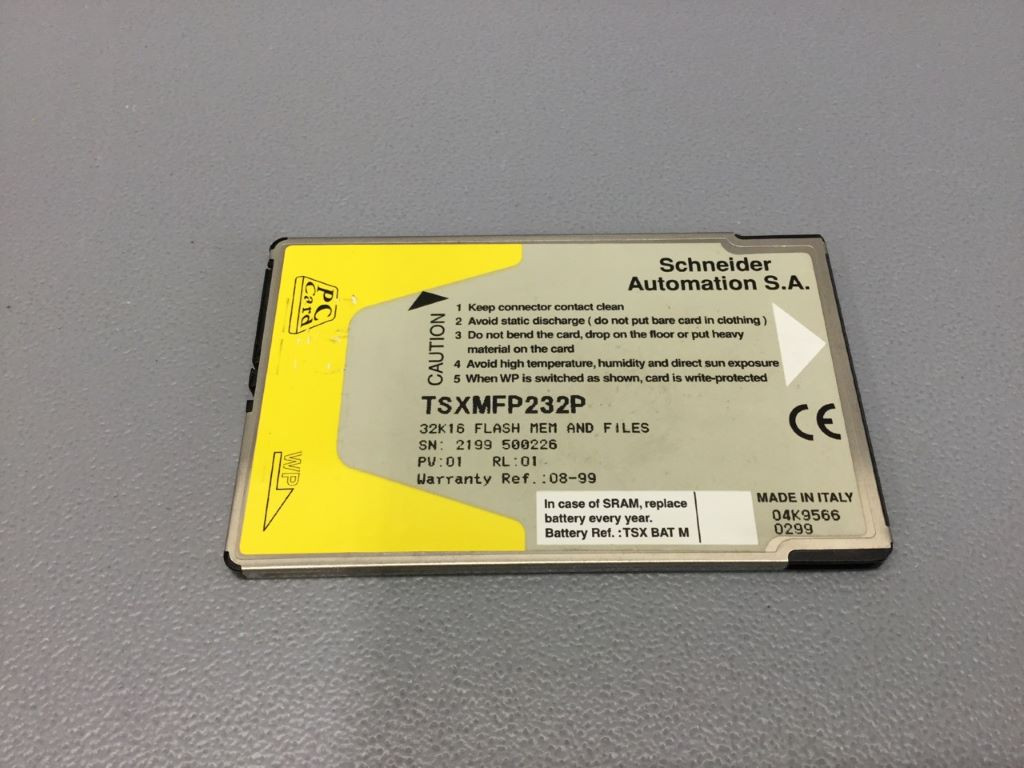 Schneider
Automation S.A.
PC
Card
CAUTION
1 Keep connector contact clean
2 Avoid static discharge ( do not put bare card in clothing )
3 Do not bend the card, drop on the floor or put heavy
material on the card
4 Avoid high temperature, humidity and direct sun exposure
5 When WP is switched as shown, card is write-protected
TSXMFP232P
32K16 FLASH MEM AND FILES
SN: 2199 500226
PV:01 RL:01
Warranty Ref.:08-99
WP
CE
In case of SRAM, replace
battery every year.
Battery Ref. : TSX BAT M
MADE IN ITALY
04K9566
0299